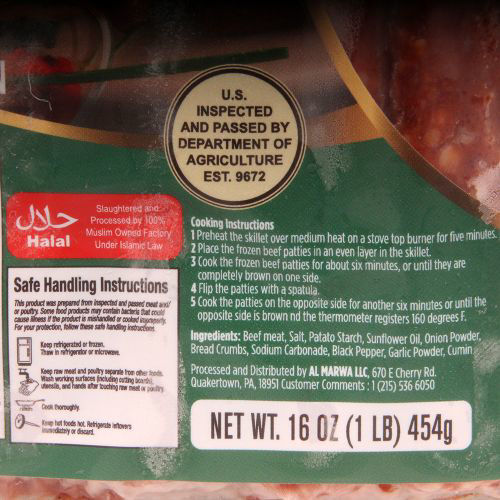 U.S.
INSPECTED
AND PASSED BY
DEPARTMENT OF
AGRICULTURE
EST. 9672
حلال
Halal
Slaughtered and
Processed by 100%
Muslim Owned Factory
Under Islamic Law
Cooking Instructions
1 Preheat the skillet over medium heat on a stove top burner for five minutes.
2 Place the frozen beef patties in an even layer in the skillet.
3 Cook the frozen beef patties for about six minutes, or until they are
completely brown on one side.
4 Flip the patties with a spatula.
5 Cook the patties on the opposite side for another six minutes or until the
opposite side is brown nd the thermometer registers 160 degrees F.
Ingredients: Beef meat, Salt, Patato Starch, Sunflower Oil, Onion Powder,
Bread Crumbs, Sodium Carbonade, Black Pepper, Garlic Powder, Cumin
Processed and Distributed by AL MARWA LLC, 670 E Cherry Rd.
Quakertown, PA, 18951 Customer Comments : 1 (215) 536 6050
NET WT. 16 OZ (1 LB) 454g
Safe Handling Instructions
This product was prepared from inspected and passed meat and/
or poultry. Some food products may contain bacteria that could
cause illness if the product is mishandled or cooked improperly.
For your protection, follow these safe handling instructions.
Keep refrigerated or frozen.
Thaw in refrigerator or microwave.
Keep raw meat and poultry separate from other foods.
Wash working surfaces (including cutting boards),
utensils, and hands after touching raw meat or poultry.
Cook thoroughly.
Keep hot foods hot. Refrigerate leftovers
immediately or discard.